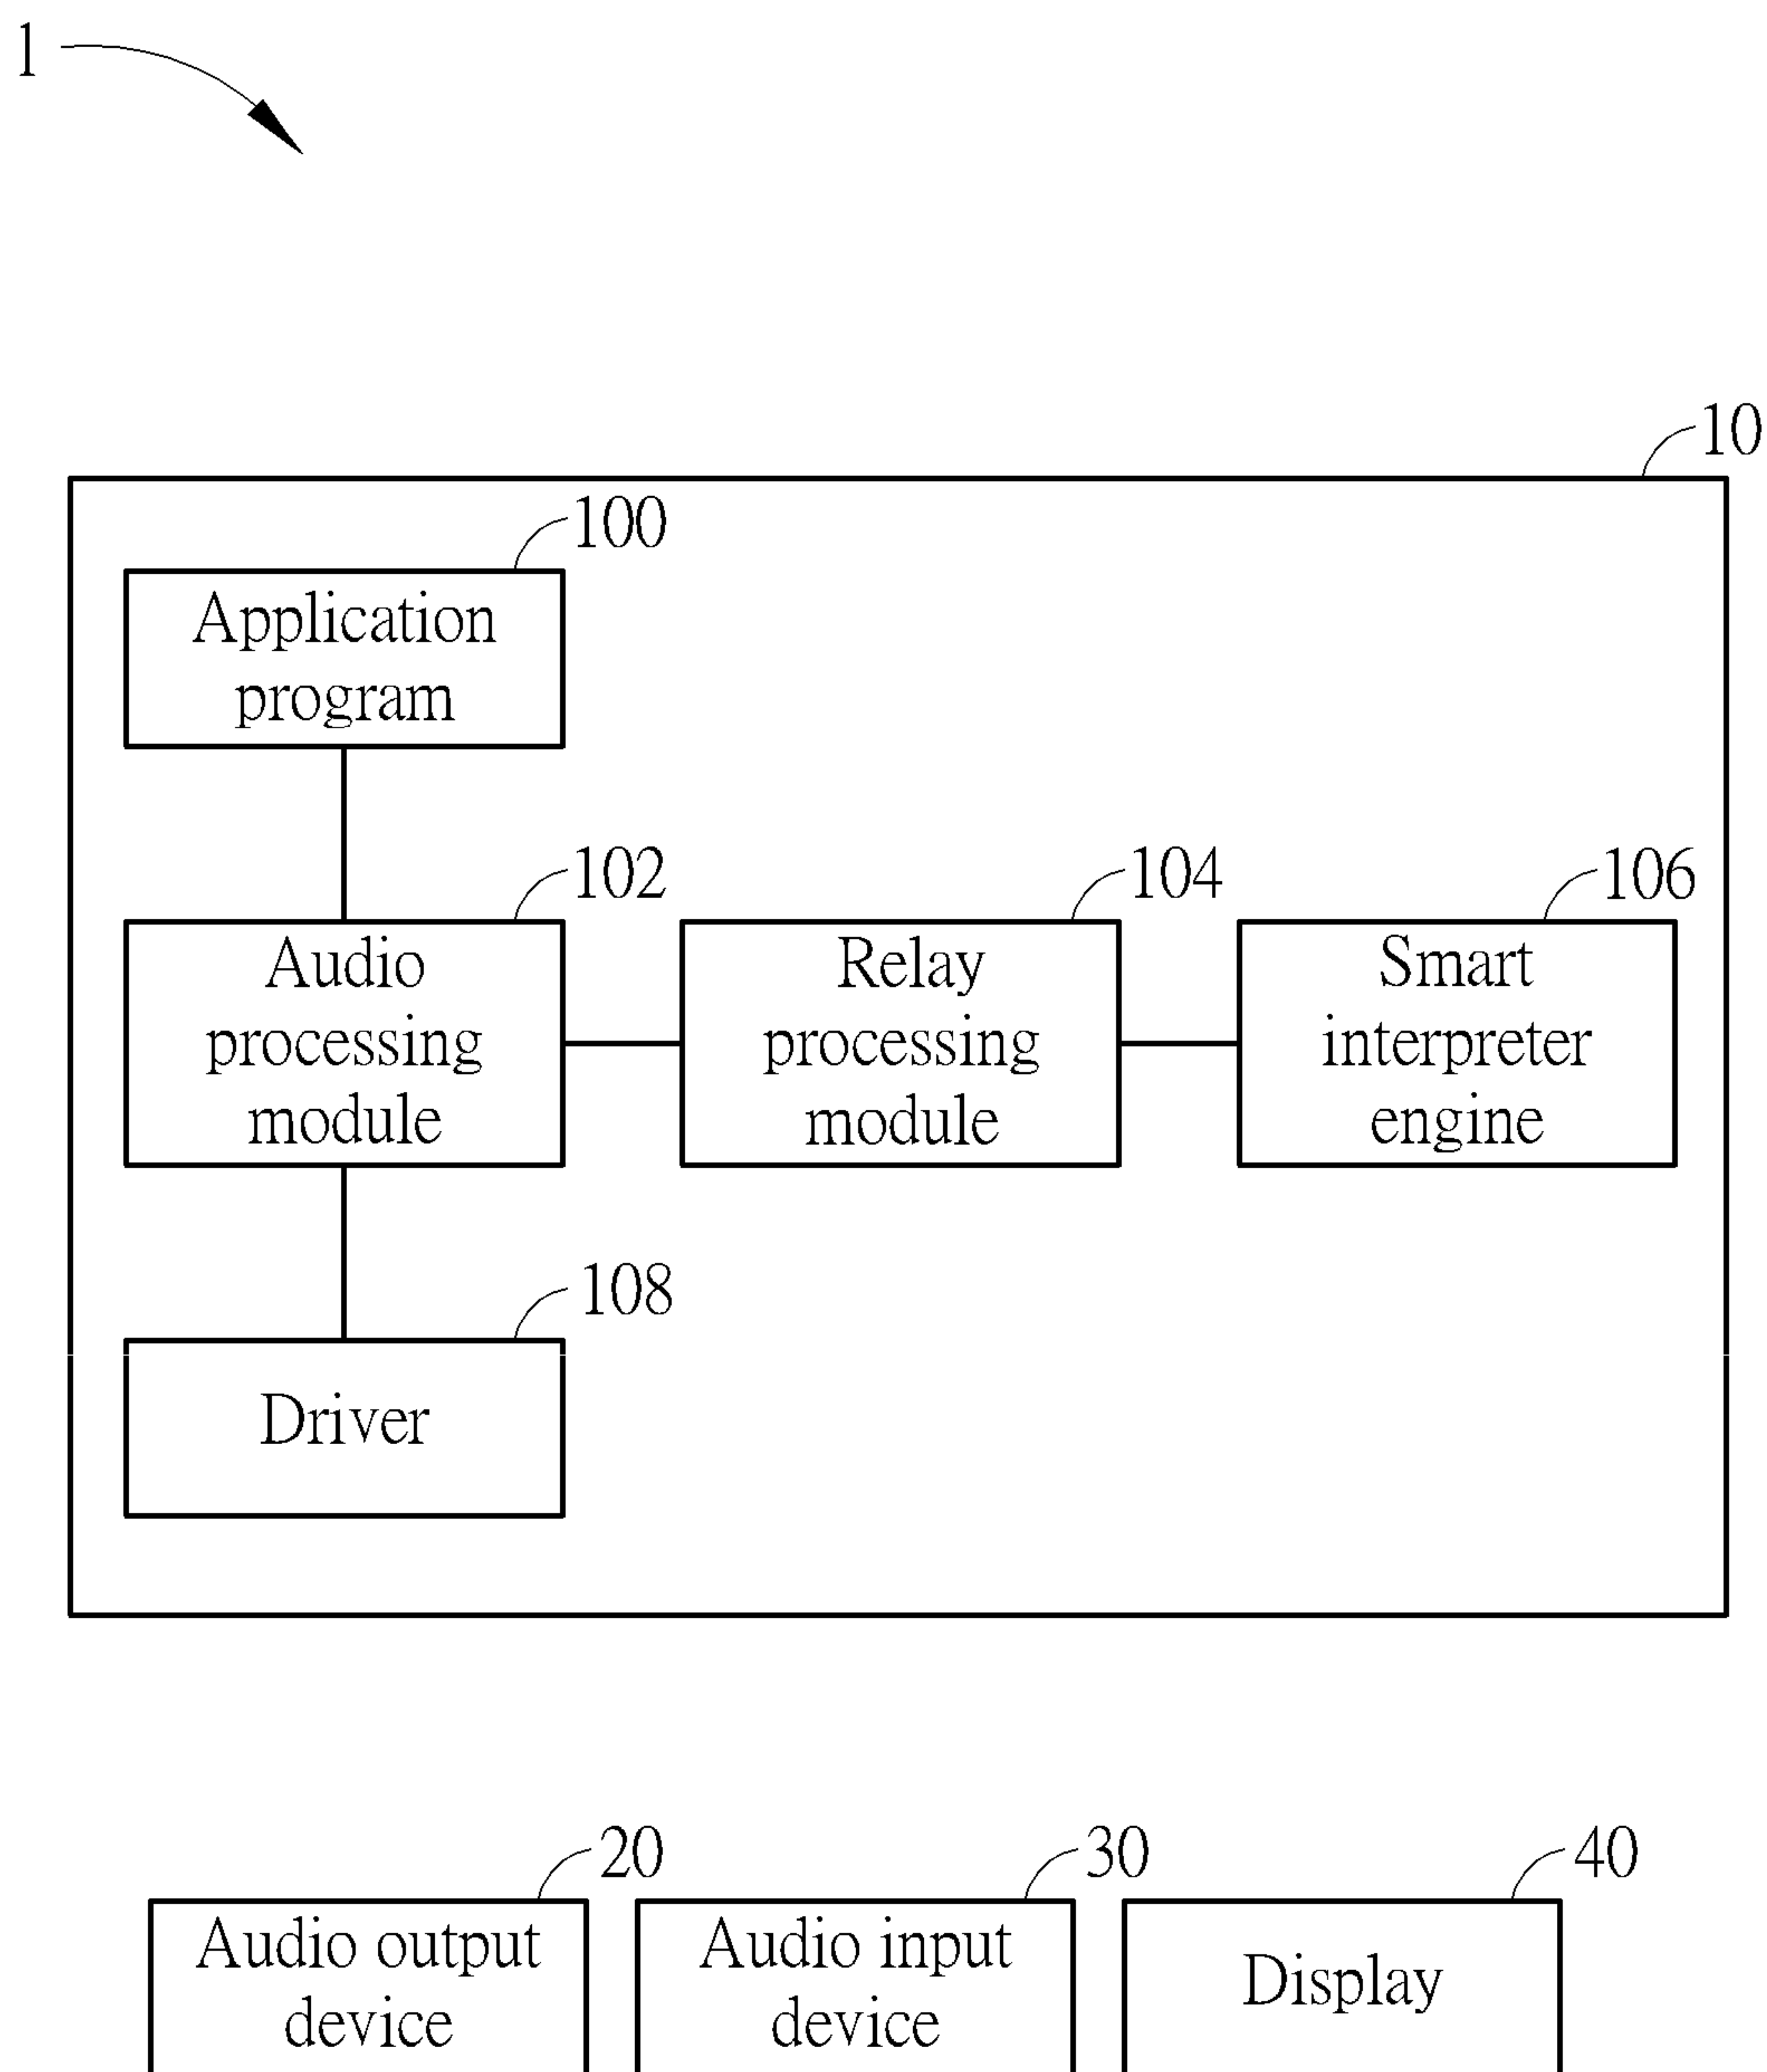 1
10
100
Application
program
102
104
106
Audio
processing
module
Relay
processing
module
Smart
interpreter
engine
108
Driver
20
30
40
Audio output
device
Audio input
device
Display